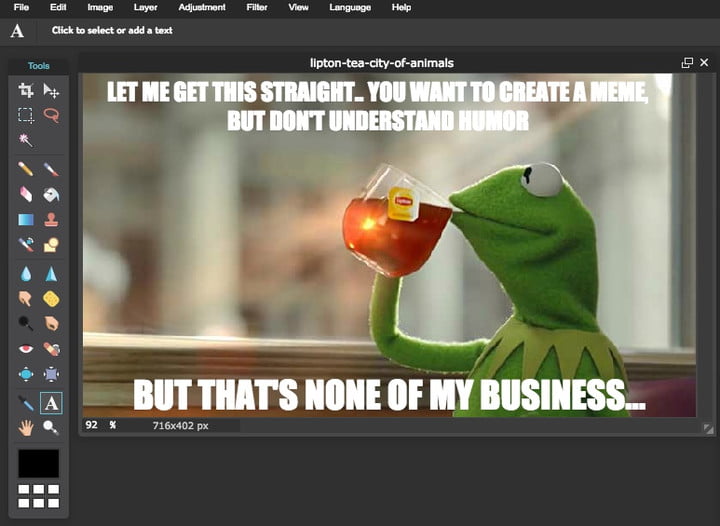 File Edit Image Layer Adjustment Filter View Language Help
A Click to select or add a text
Tools
lipton-tea-city-of-animals
LET ME GET THIS STRAIGHT.. YOU WANT TO CREATE A MEME,
BUT DON'T UNDERSTAND HUMOR
Lipton
BUT THAT'S NONE OF MY BUSINESS...
A
92 % 716x402 px